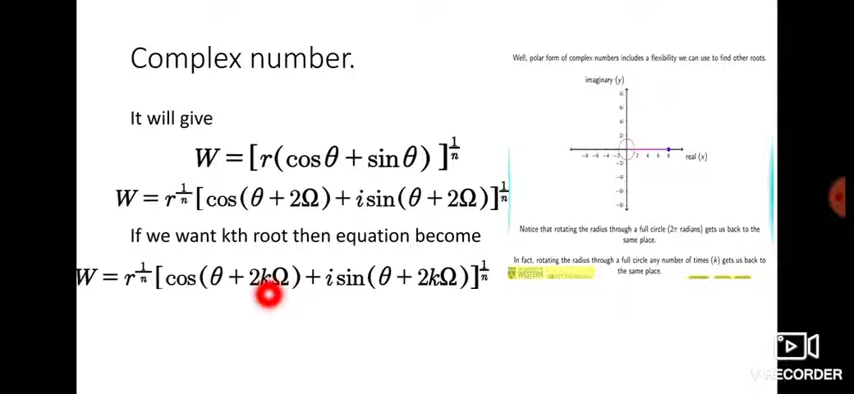 Complex number.
It will give
W = [r(cosθ + sinθ)]^{1/n}
W = r^{1/n}[cos(θ + 2Ω) + i sin(θ + 2Ω)]^{1/n}
If we want kth root then equation become
W = r^{1/n}[cos(θ + 2kΩ) + i sin(θ + 2kΩ)]^{1/n}
Well, polar form of complex numbers includes a flexibility we can use to find other roots.
imaginary (y)
real (x)
Notice that rotating the radius through a full circle (2π radians) gets us back to the
same place.
In fact, rotating the radius through a full circle any number of times (k) gets us back to
the same place.
WESTERN
RECORDER